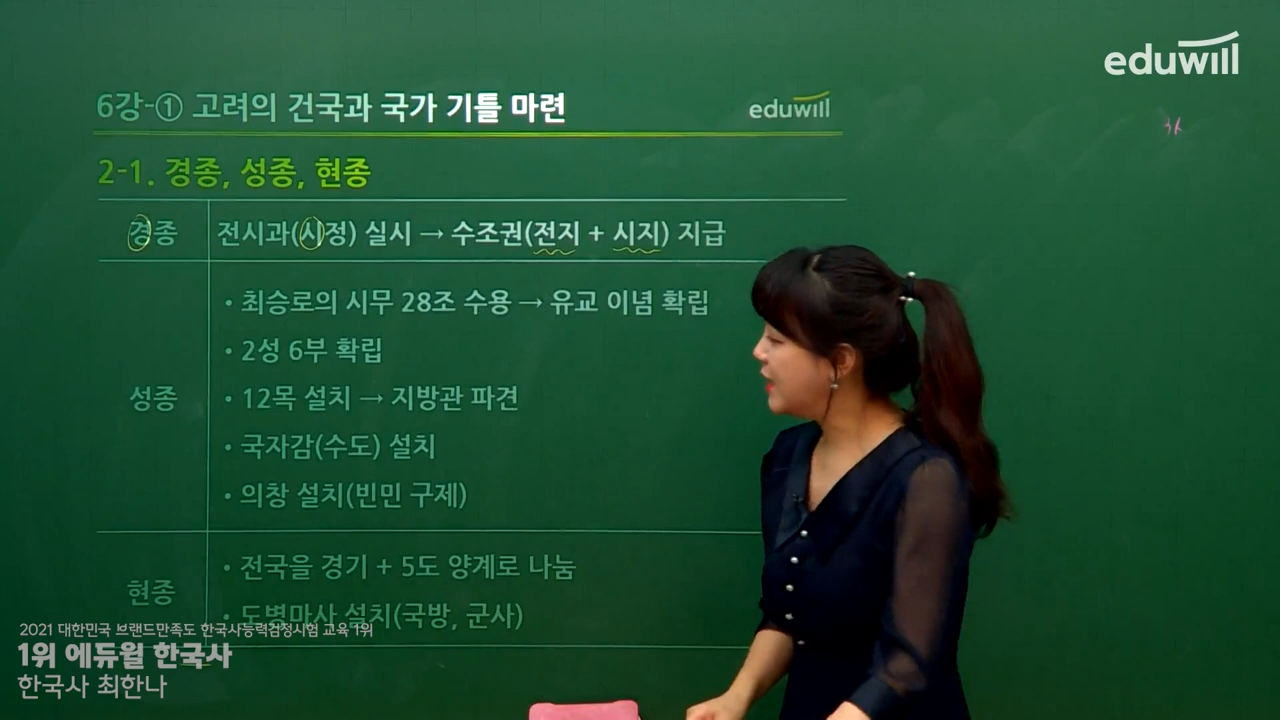 eduwill
6강-① 고려의 건국과 국가 기틀 마련
eduwill
2-1. 경종, 성종, 현종
경종
전시과(시정) 실시 → 수조권(전지 + 시지) 지급
성종
• 최승로의 시무 28조 수용 → 유교 이념 확립
• 2성 6부 확립
• 12목 설치 → 지방관 파견
• 국자감(수도) 설치
• 의창 설치(빈민 구제)
현종
• 전국을 경기 + 5도 양계로 나눔
• 도병마사 설치(국방, 군사)
2021 대한민국 브랜드만족도 한국사능력검정시험 교육 1위
1위 에듀윌 한국사
한국사 최한나